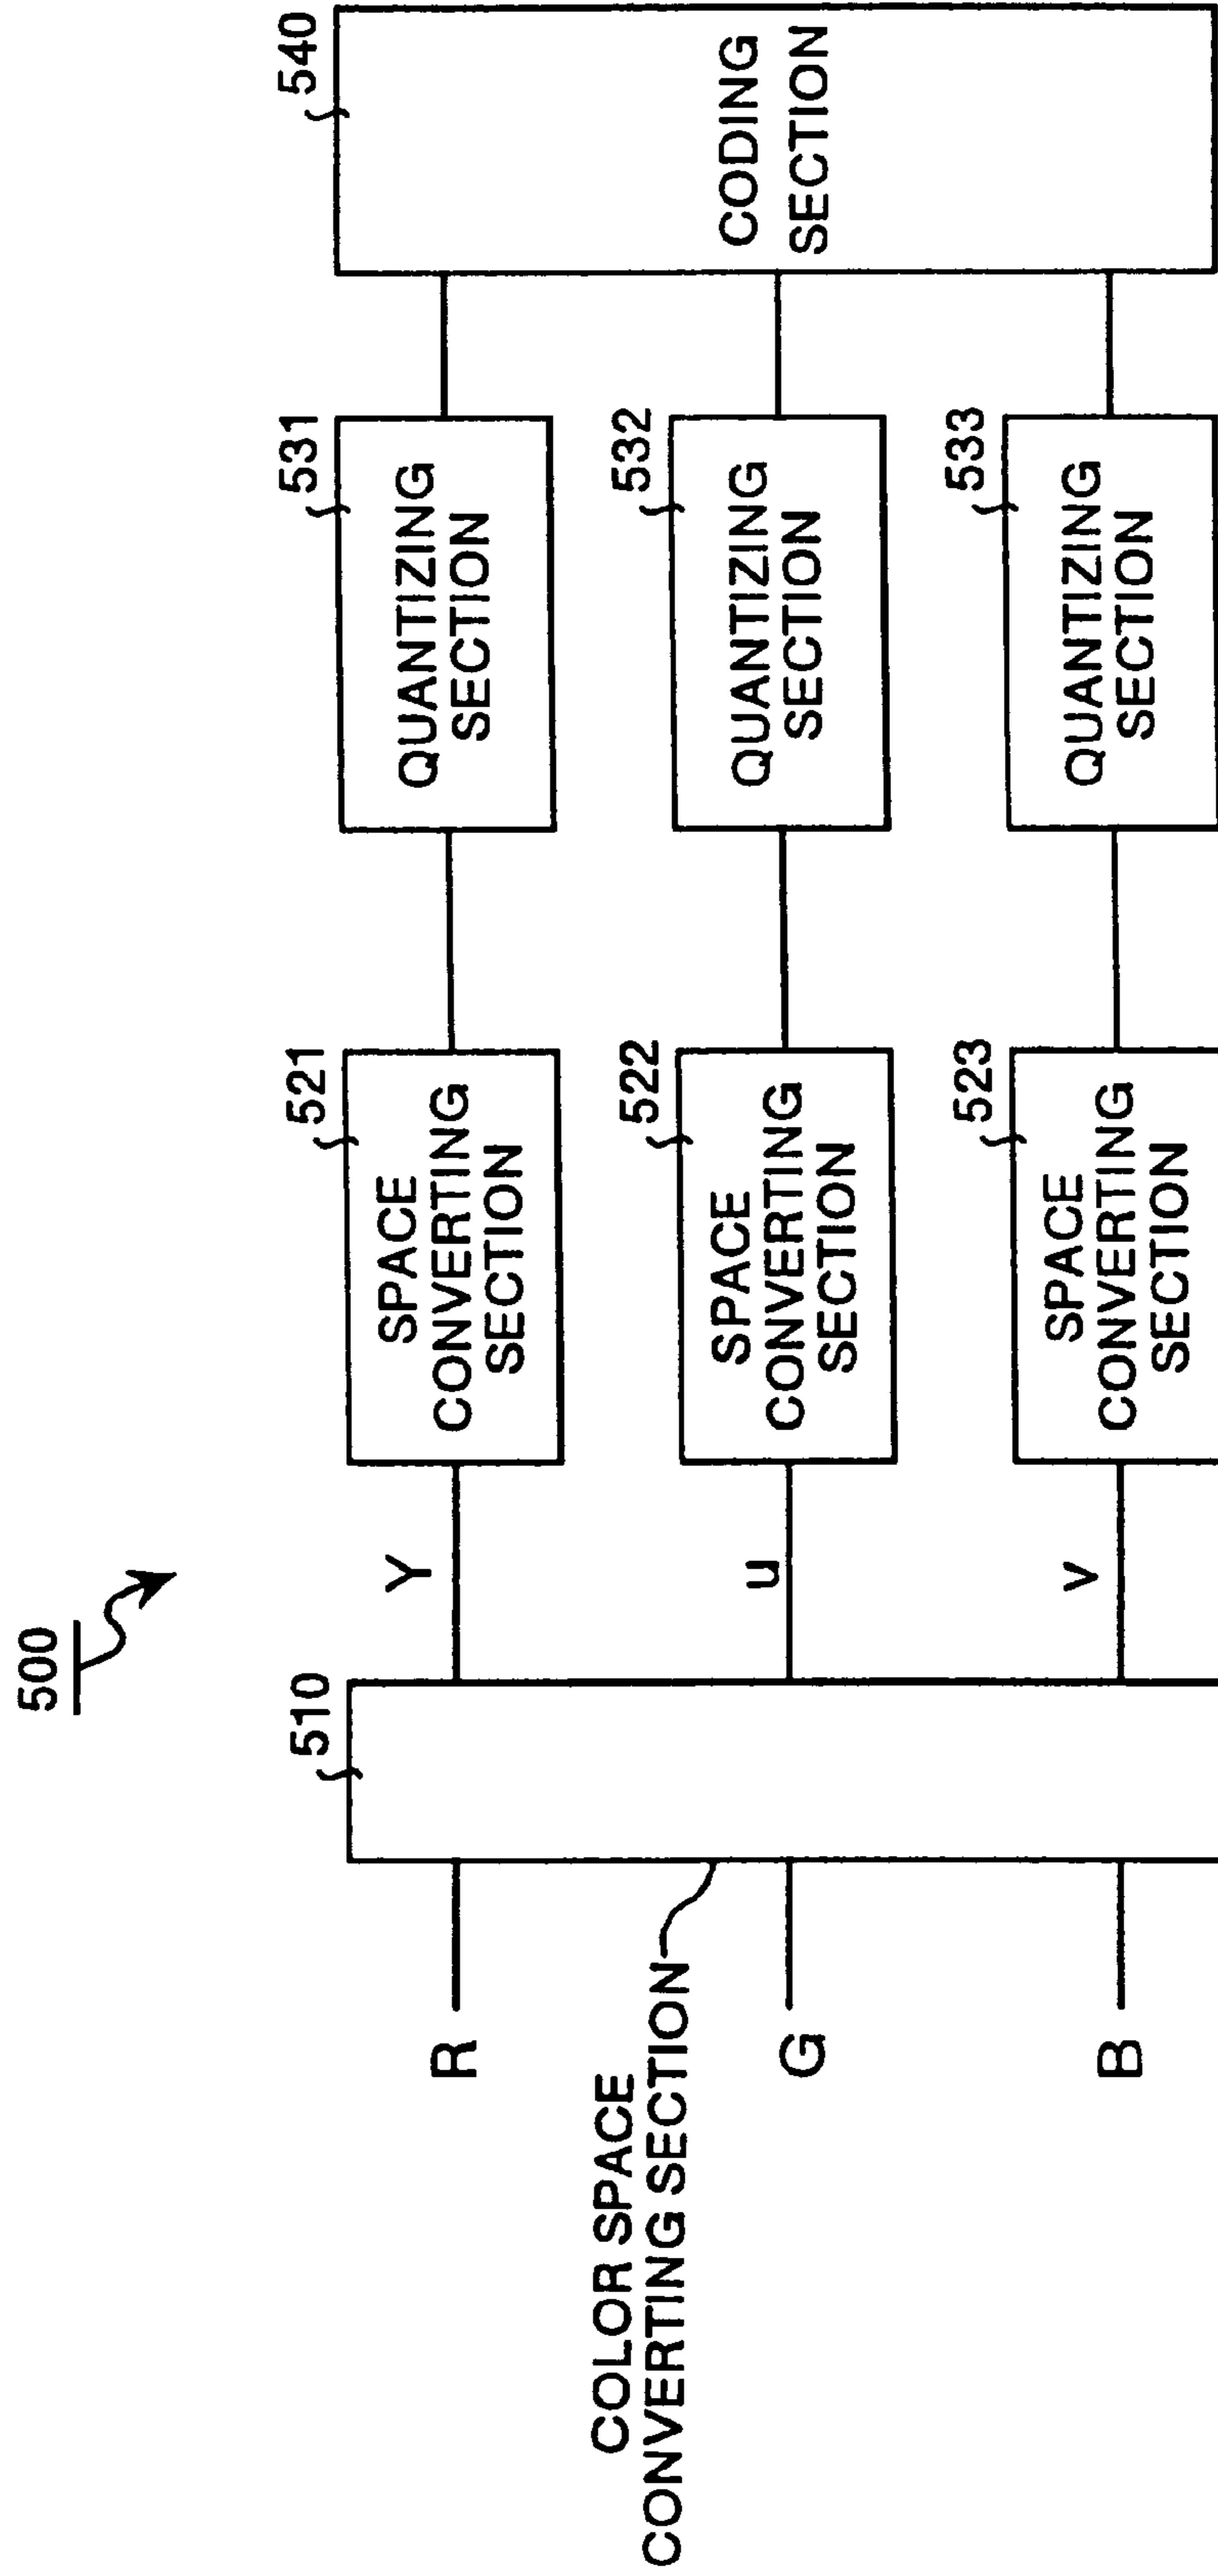 500
510
521
531
540
R
Y
SPACE
CONVERTING
SECTION
QUANTIZING
SECTION
COLOR SPACE
CONVERTING SECTION
522
532
G
u
SPACE
CONVERTING
SECTION
QUANTIZING
SECTION
CODING
SECTION
523
533
B
v
SPACE
CONVERTING
SECTION
QUANTIZING
SECTION